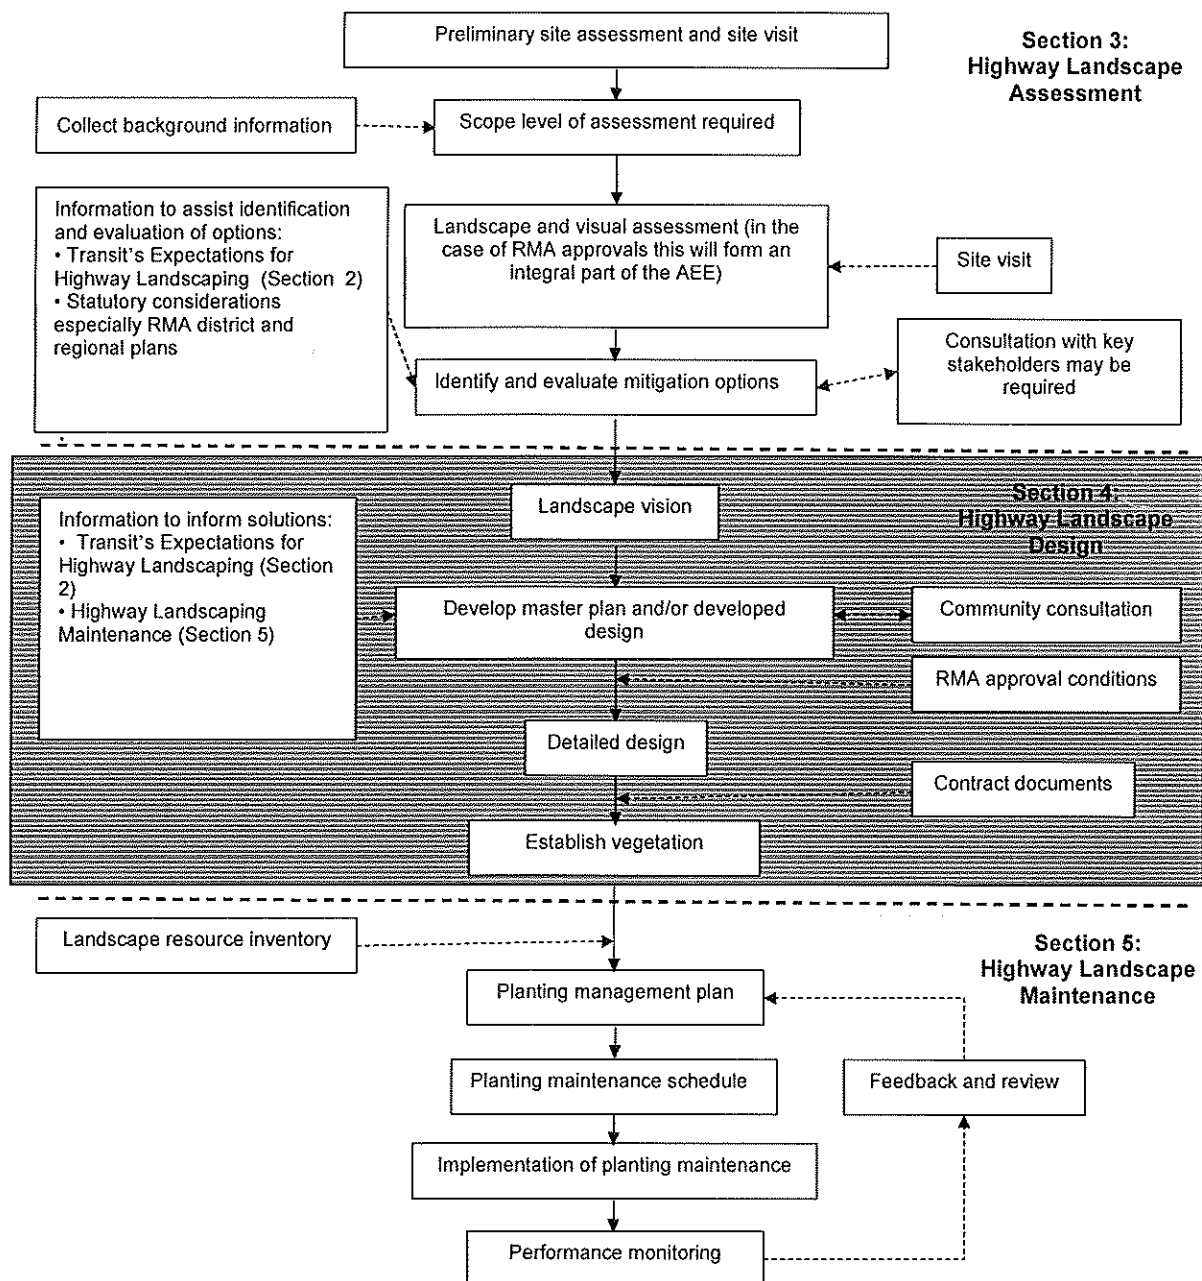 Preliminary site assessment and site visit
Section 3:
Highway Landscape
Assessment
Collect background information
Scope level of assessment required
Information to assist identification
and evaluation of options:
• Transit's Expectations for
Highway Landscaping (Section 2)
• Statutory considerations
especially RMA district and
regional plans
Landscape and visual assessment (in the
case of RMA approvals this will form an
integral part of the AEE)
Site visit
Identify and evaluate mitigation options
Consultation with key
stakeholders may be
required
Section 4:
Highway Landscape
Design
Landscape vision
Information to inform solutions:
• Transit's Expectations for
Highway Landscaping (Section
2)
• Highway Landscaping
Maintenance (Section 5)
Develop master plan and/or developed
design
Community consultation
RMA approval conditions
Detailed design
Contract documents
Establish vegetation
Landscape resource inventory
Section 5:
Highway Landscape
Maintenance
Planting management plan
Planting maintenance schedule
Feedback and review
Implementation of planting maintenance
Performance monitoring